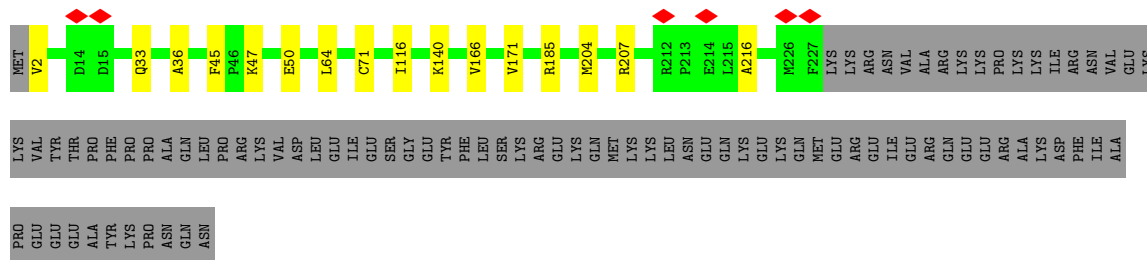 MET V2 D14 D15 Q33 A36 F45 P46 K47 E50 L64 C71 I116 K140 V166 V171 R185 M204 R207 R212 P213 E214 L215 A216 M226 F227 LYS LYS ARG ASN VAL ALA ARG LYS LYS PRO LYS LYS ILE ARG ASN VAL GLU LYS
LYS VAL TYR THR PRO PHE PRO PRO ALA GLN LEU PRO ARG LYS VAL ASP LEU GLU ILE GLU SER GLY GLU TYR PHE LEU SER LYS ARG GLU LYS GLN MET LYS LYS LEU ASN GLU GLN LYS GLU LYS GLN MET GLU ARG GLU ILE GLU ARG GLN GLU GLU ARG ALA LYS ASP PHE ILE ALA
PRO GLU GLU GLU ALA TYR LYS PRO ASN GLN ASN